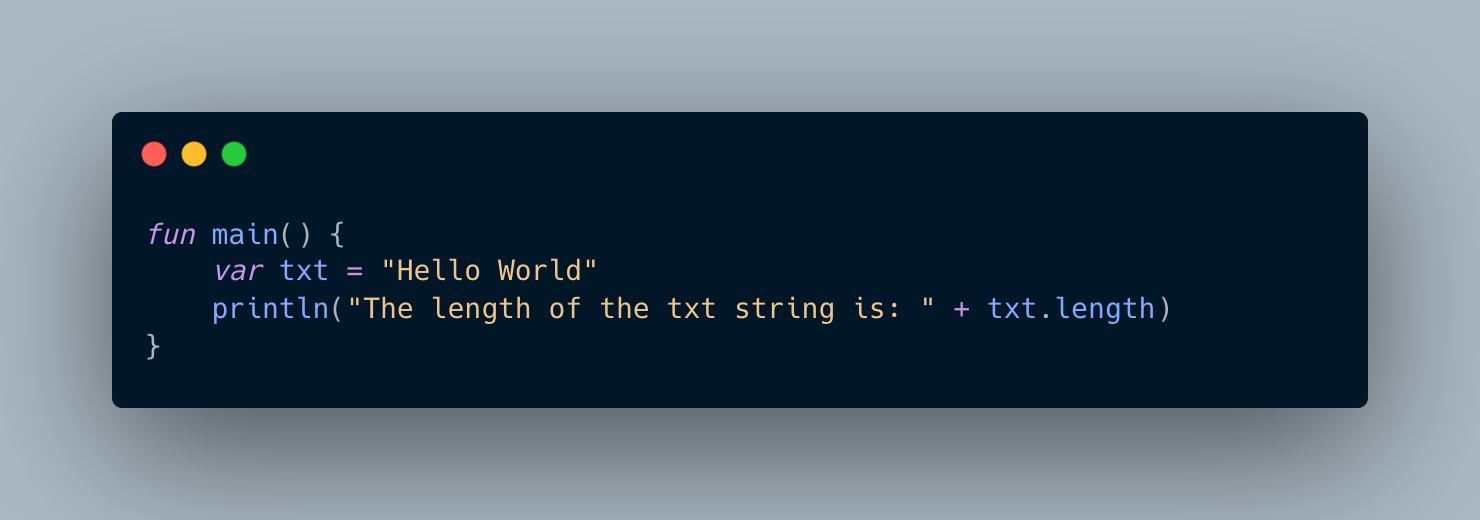 fun main() {
    var txt = "Hello World"
    println("The length of the txt string is: " + txt.length)
}